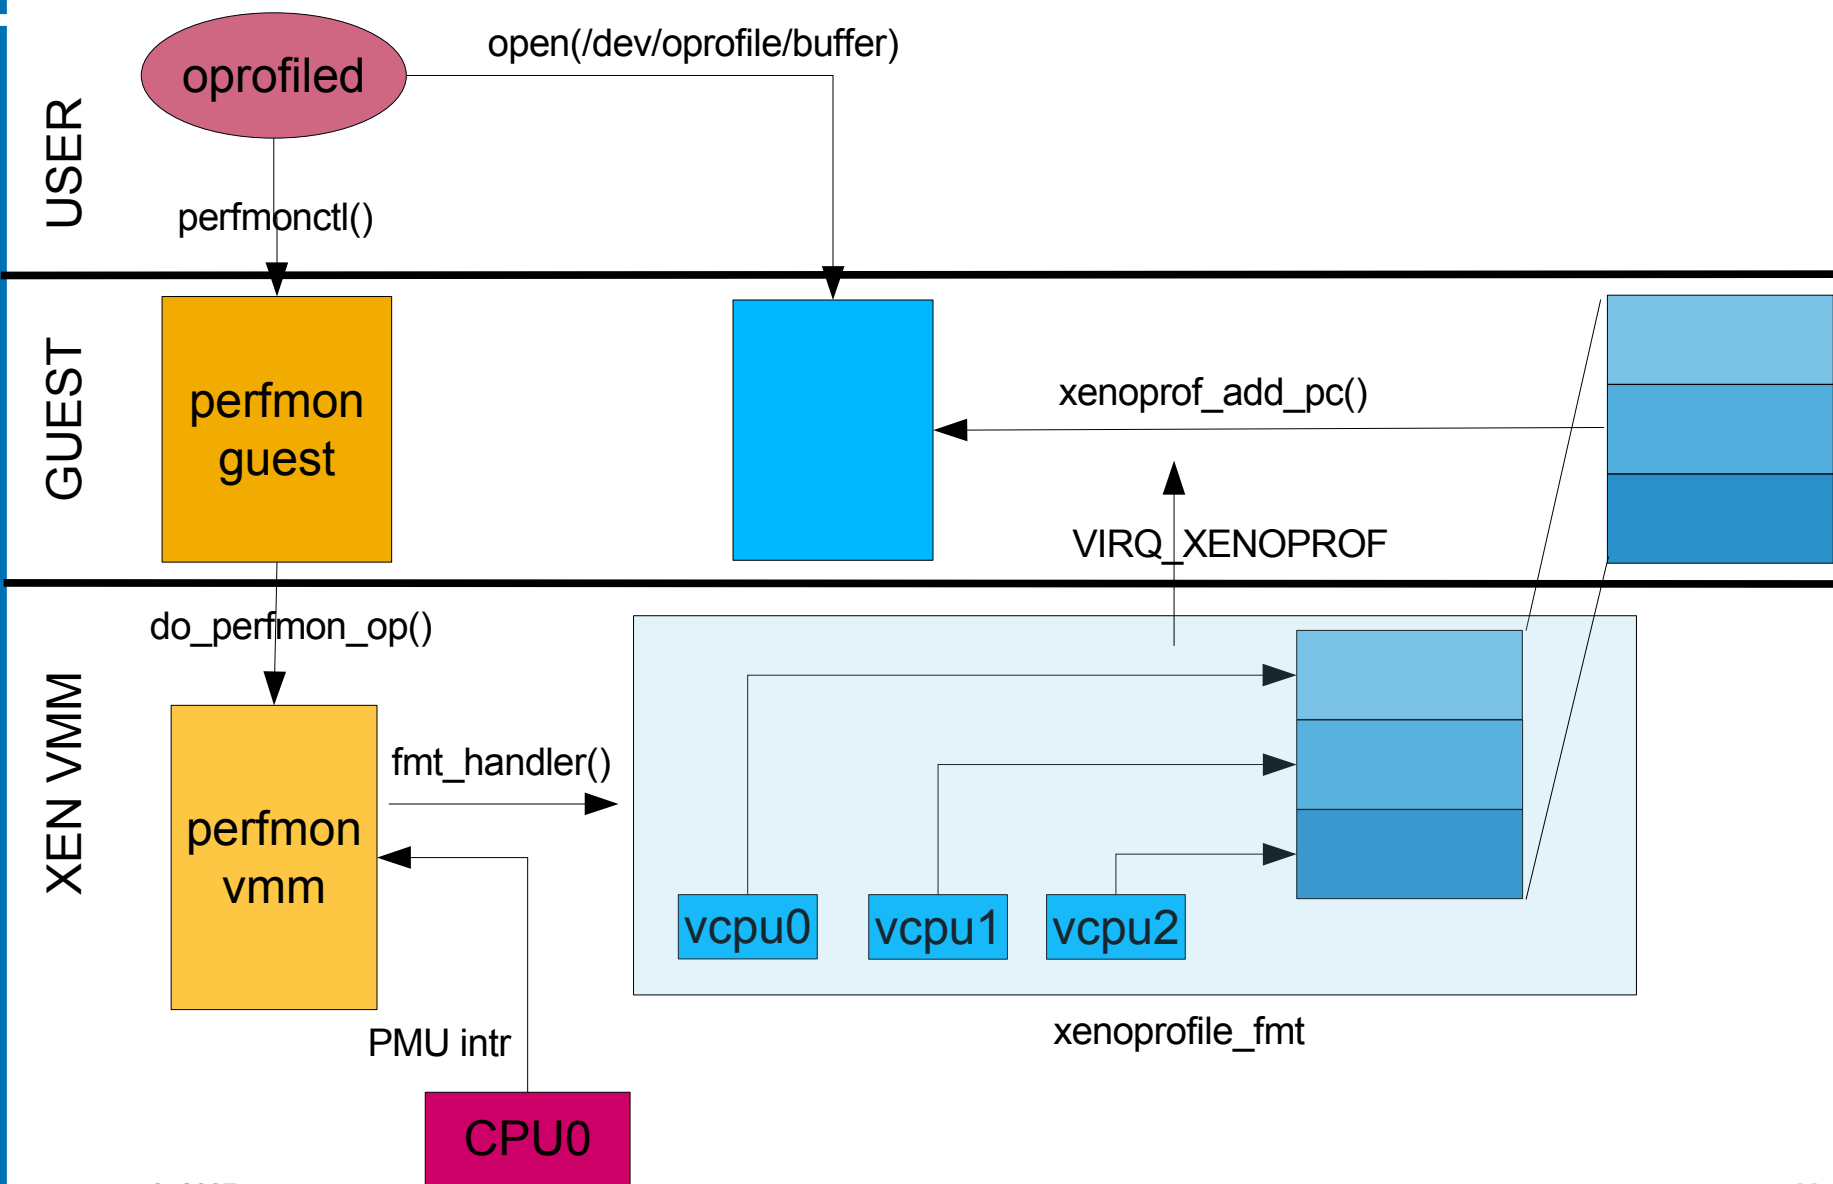 open(/dev/oprofile/buffer)
oprofiled
USER
perfmonctl()
GUEST
perfmon
guest
xenoprof_add_pc()
VIRQ_XENOPROF
do_perfmon_op()
XEN VMM
fmt_handler()
perfmon
vmm
vcpu0
vcpu1
vcpu2
xenoprofile_fmt
PMU intr
CPU0